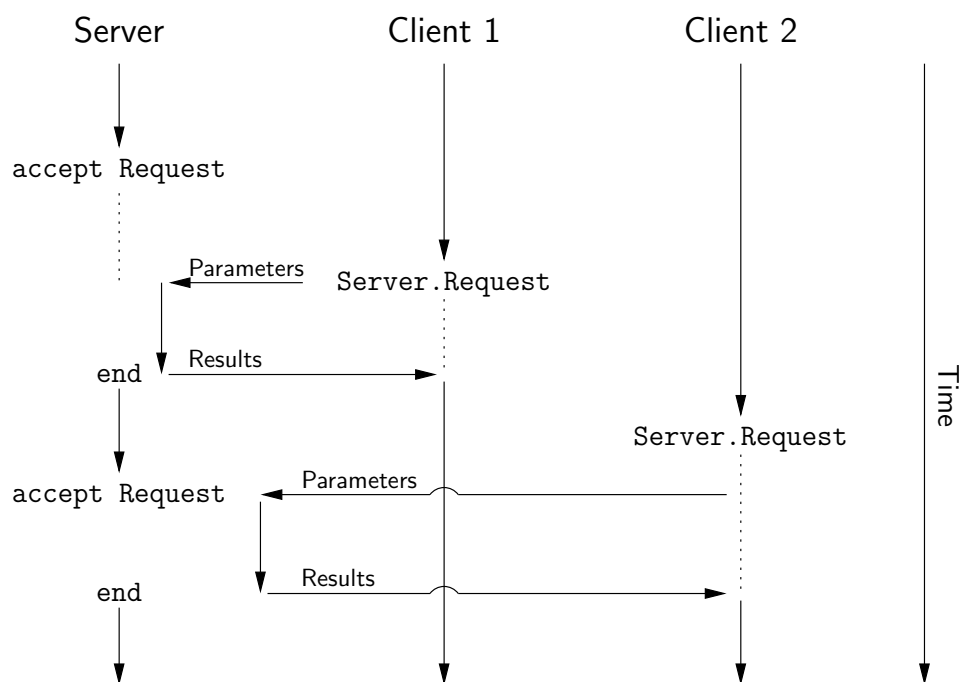 Server Client 1 Client 2
accept Request
Parameters
Server.Request
Results
end
Time
Server.Request
Parameters
accept Request
Results
end